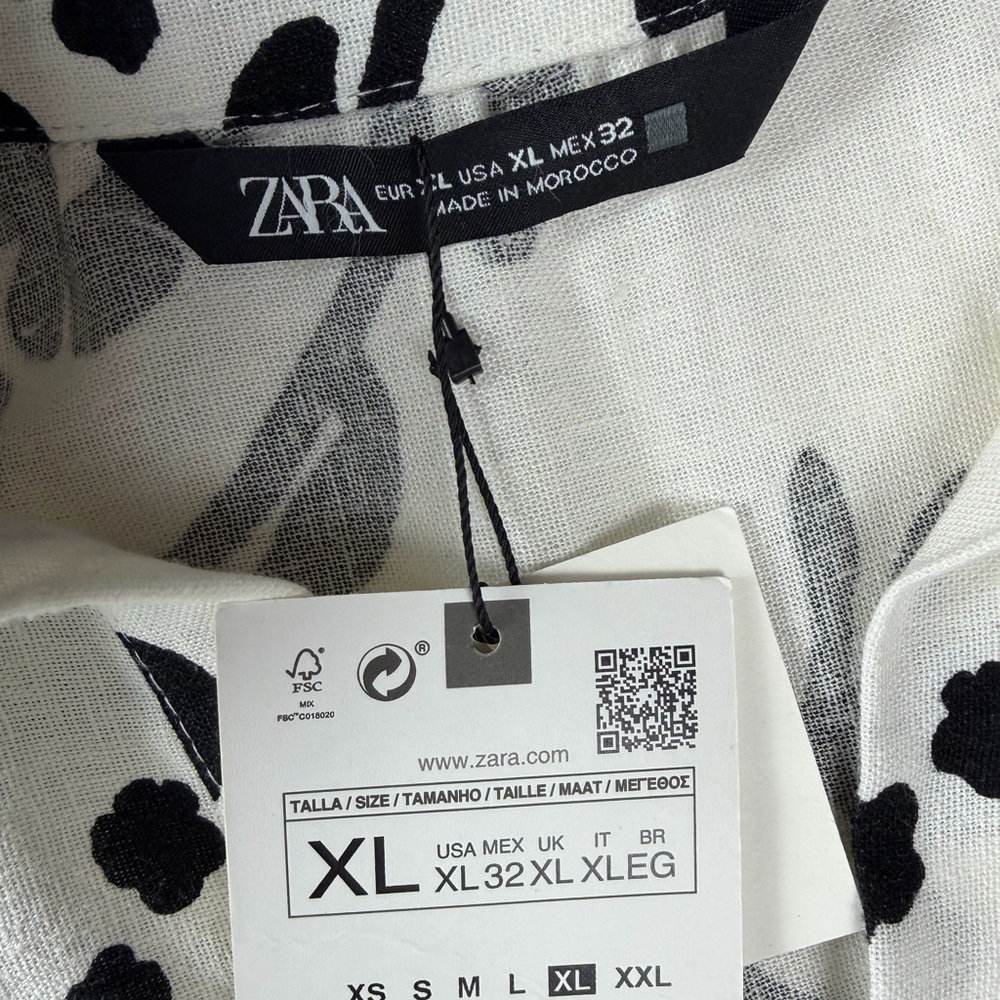 ZARA
EUR XL USA XL MEX 32
MADE IN MOROCCO
FSC
MIX
FSC™ C018020
®
www.zara.com
TALLA / SIZE / TAMANHO / TAILLE / MAAT / ΜΕΓΕΘΟΣ
XL
USA MEX UK IT BR
XL 32 XL XL EG
XS S M L XL XXL